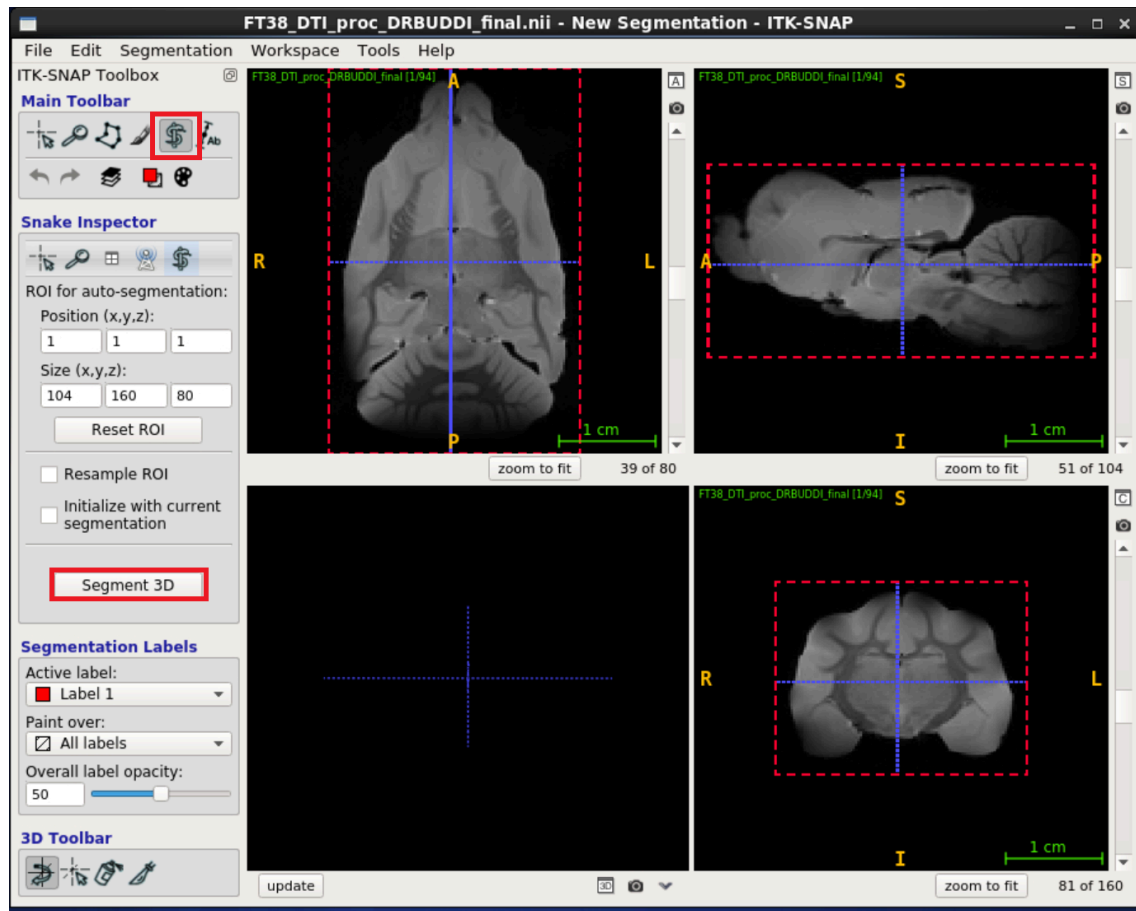 FT38_DTI_proc_DRBUDDI_final.nii - New Segmentation - ITK-SNAP
File Edit Segmentation Workspace Tools Help
ITK-SNAP Toolbox
Main Toolbar
Ab
Snake Inspector
ROI for auto-segmentation:
Position (x,y,z):
1 1 1
Size (x,y,z):
104 160 80
Reset ROI
Resample ROI
Initialize with current
segmentation
Segment 3D
Segmentation Labels
Active label:
Label 1
Paint over:
All labels
Overall label opacity:
50
3D Toolbar
FT38_DTI_proc_DRBUDDI_final [1/94]
A
R
L
P
1 cm
A
zoom to fit
39 of 80
FT38_DTI_proc_DRBUDDI_final [1/94]
S
A
P
I
1 cm
S
zoom to fit
51 of 104
update
3D
FT38_DTI_proc_DRBUDDI_final [1/94]
S
R
L
I
1 cm
C
zoom to fit
81 of 160